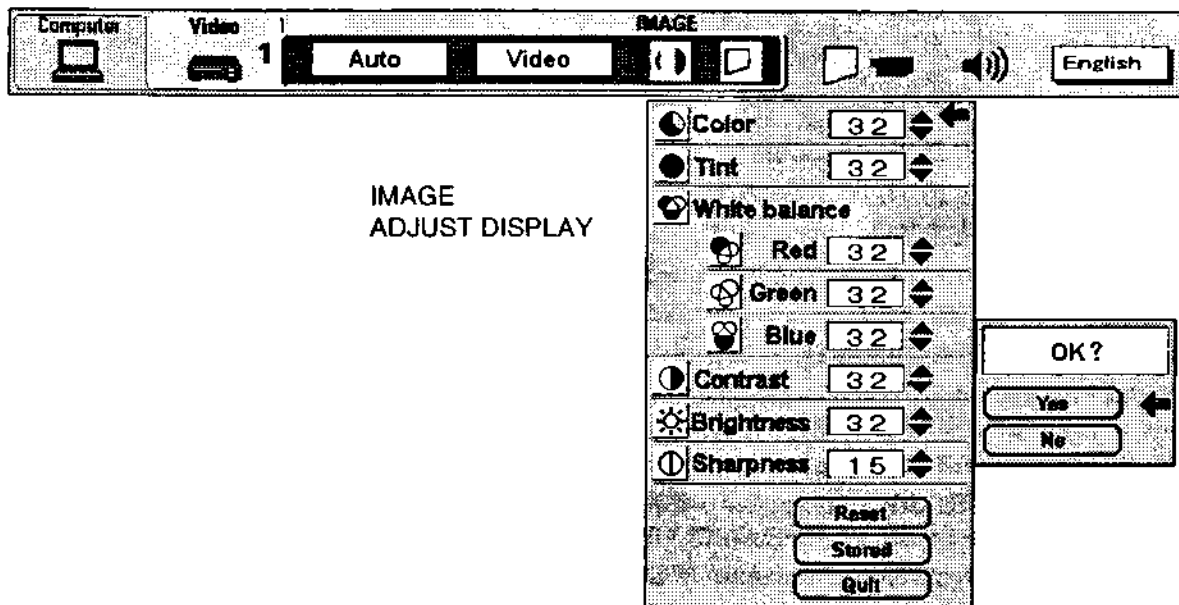 Computer
Video
1
IMAGE
Auto
Video
English
Color 32
Tint 32
White balance
Red 32
Green 32
Blue 32
Contrast 32
Brightness 32
Sharpness 15
Reset
Stored
Quit
IMAGE
ADJUST DISPLAY
OK?
Yes
No